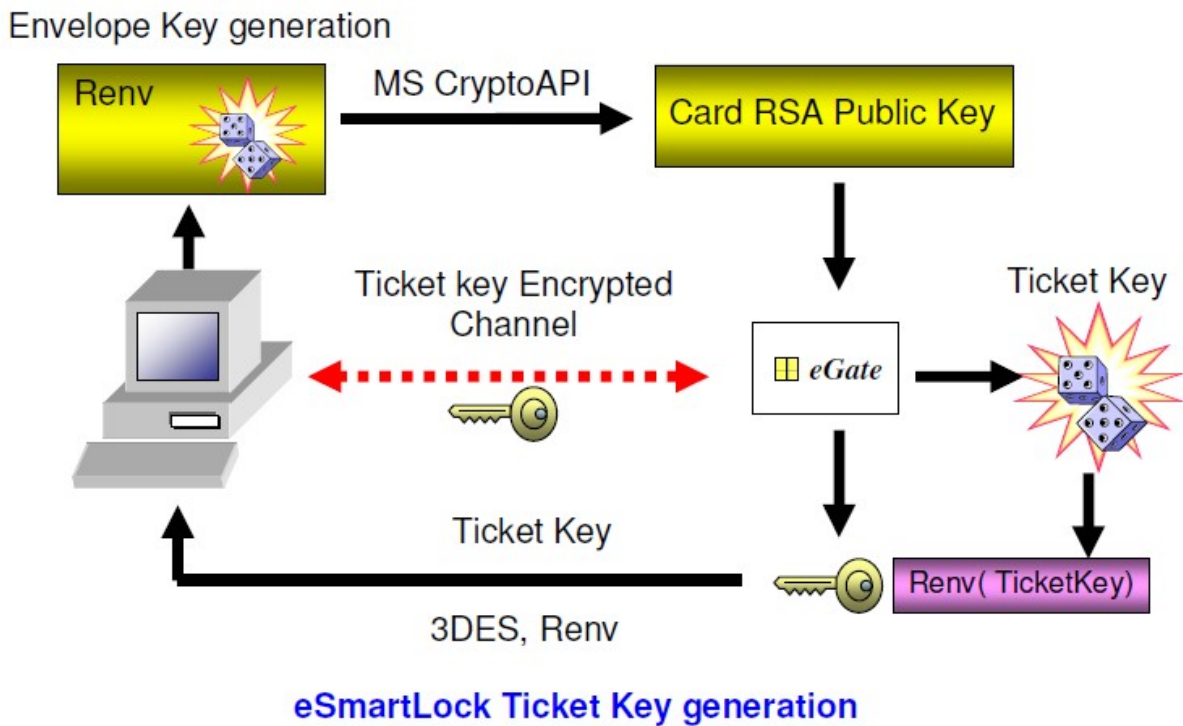 Envelope Key generation
Renv
MS CryptoAPI
Card RSA Public Key
Ticket key Encrypted
Channel
Ticket Key
eGate
Ticket Key
Renv( TicketKey)
3DES, Renv
eSmartLock Ticket Key generation